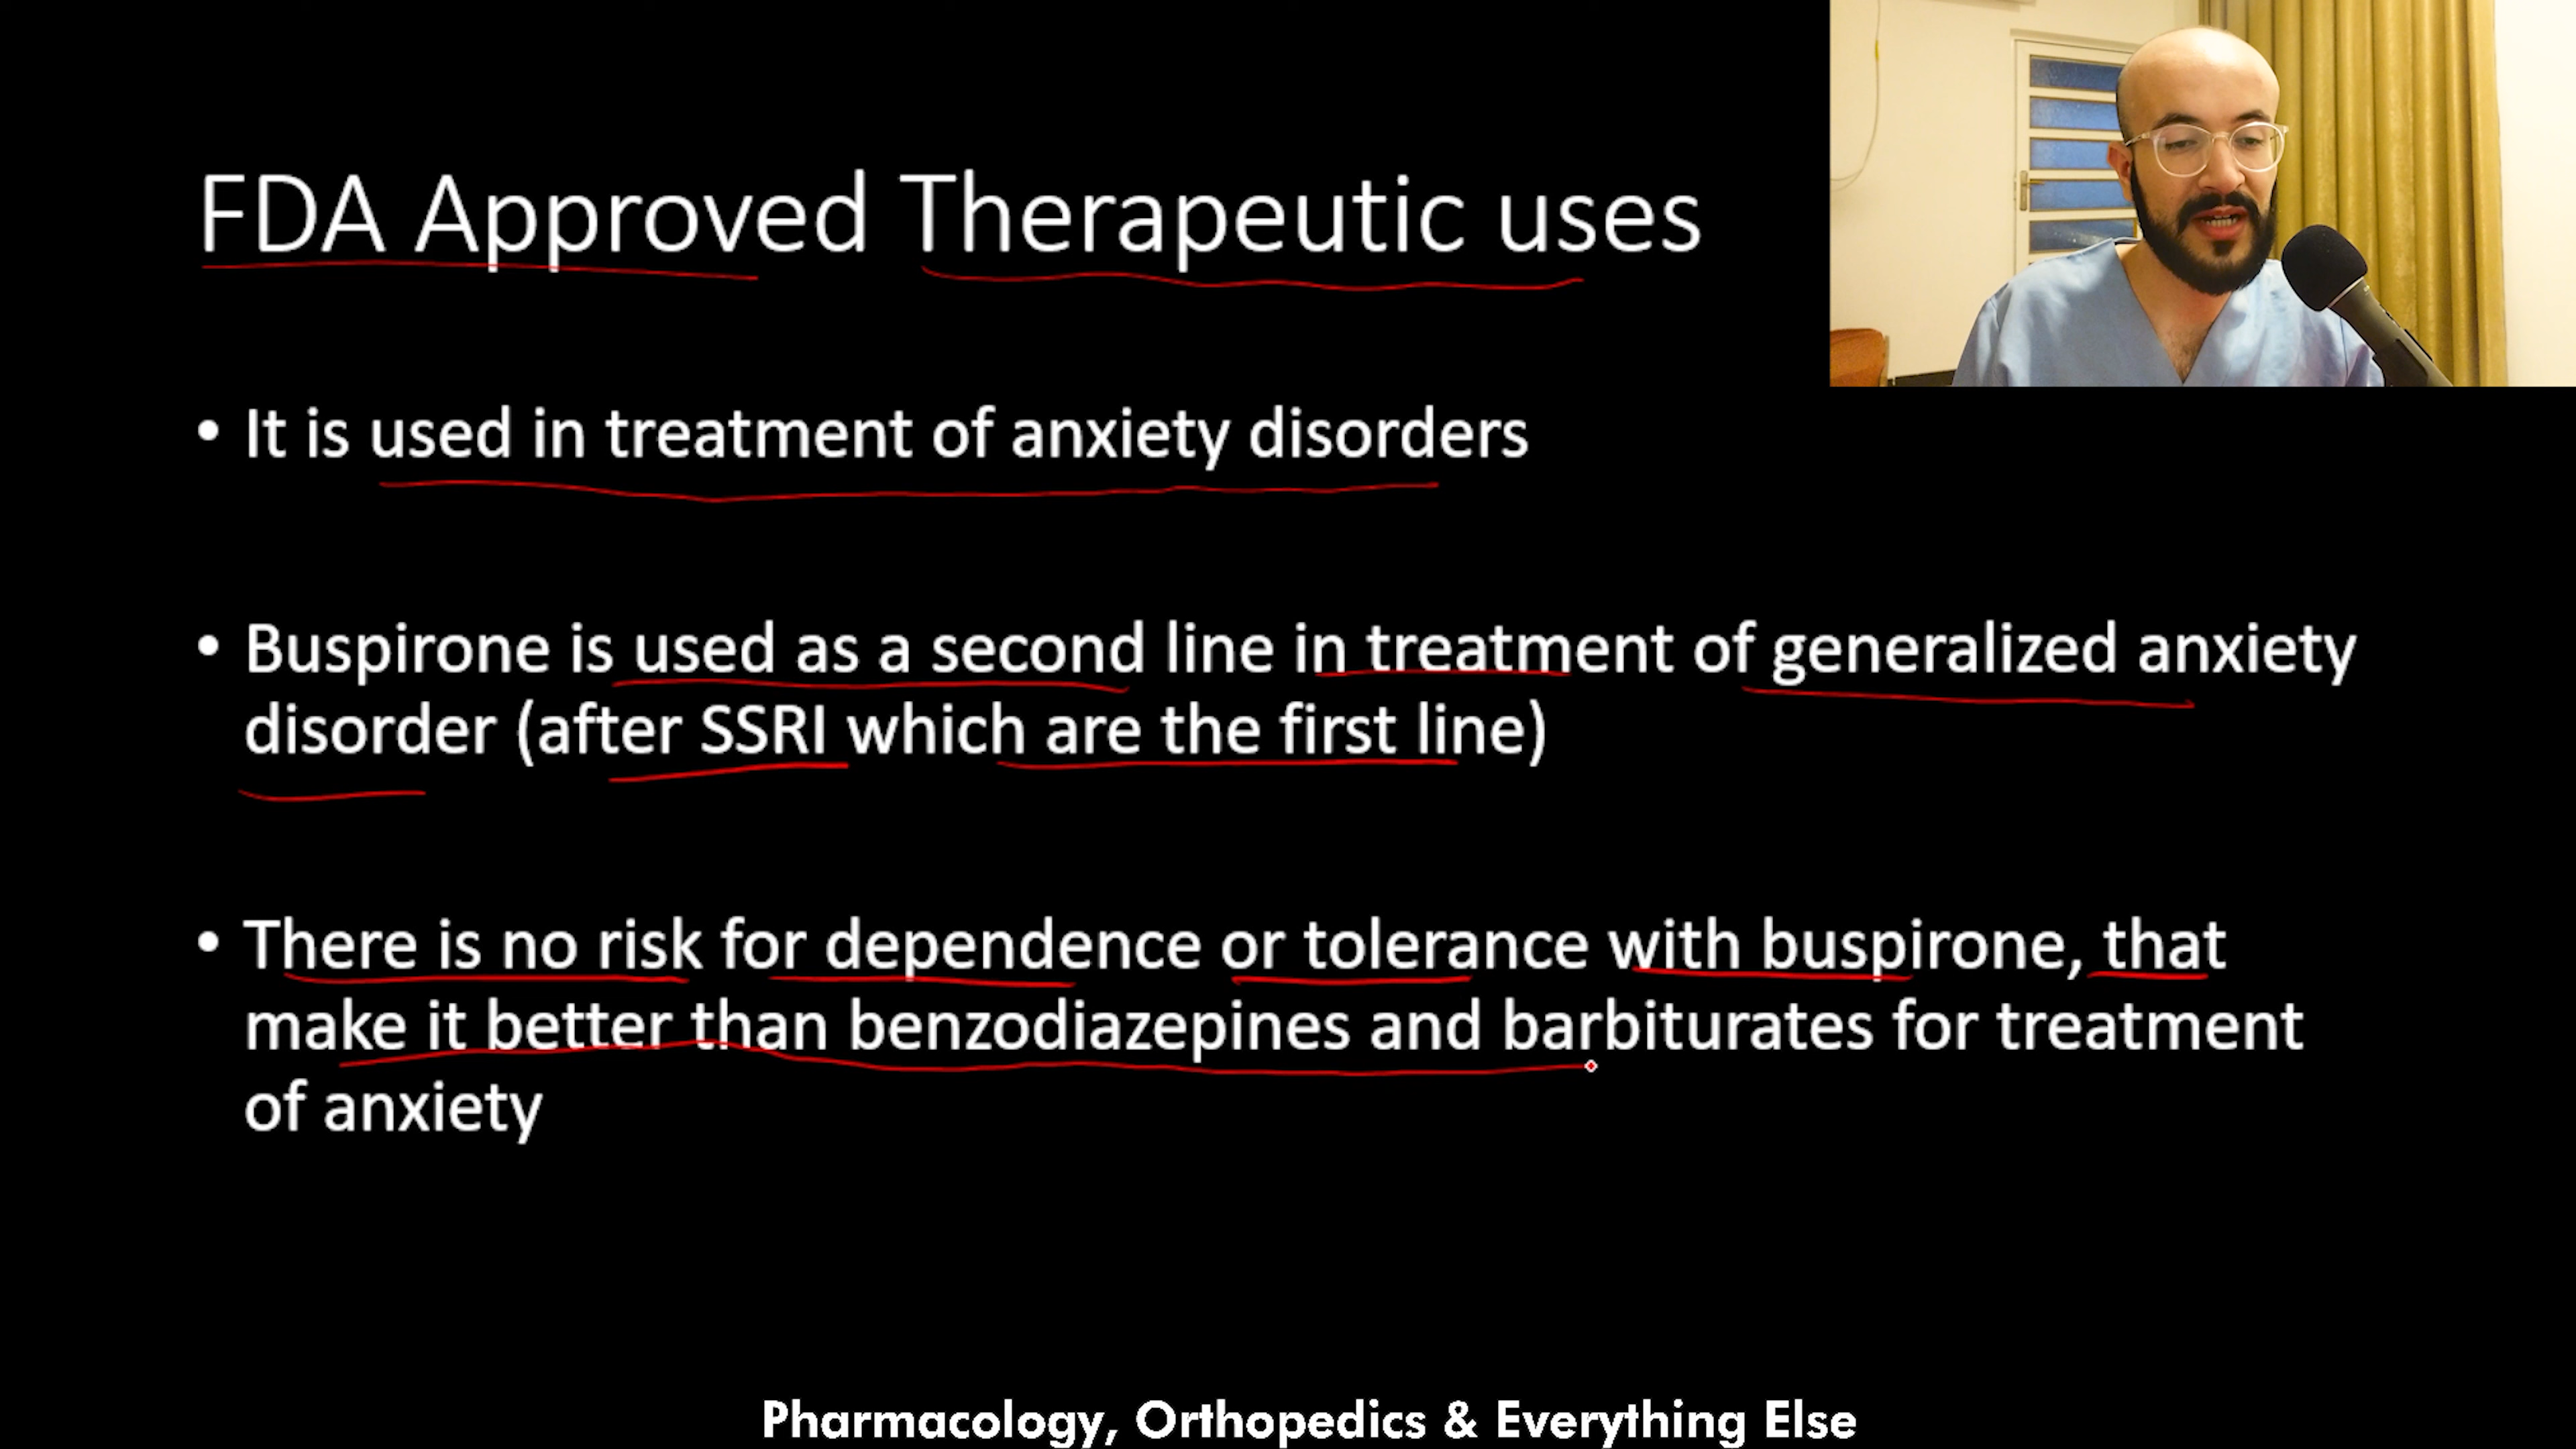 FDA Approved Therapeutic uses
• It is used in treatment of anxiety disorders
• Buspirone is used as a second line in treatment of generalized anxiety
disorder (after SSRI which are the first line)
• There is no risk for dependence or tolerance with buspirone, that
make it better than benzodiazepines and barbiturates for treatment
of anxiety
Pharmacology, Orthopedics & Everything Else